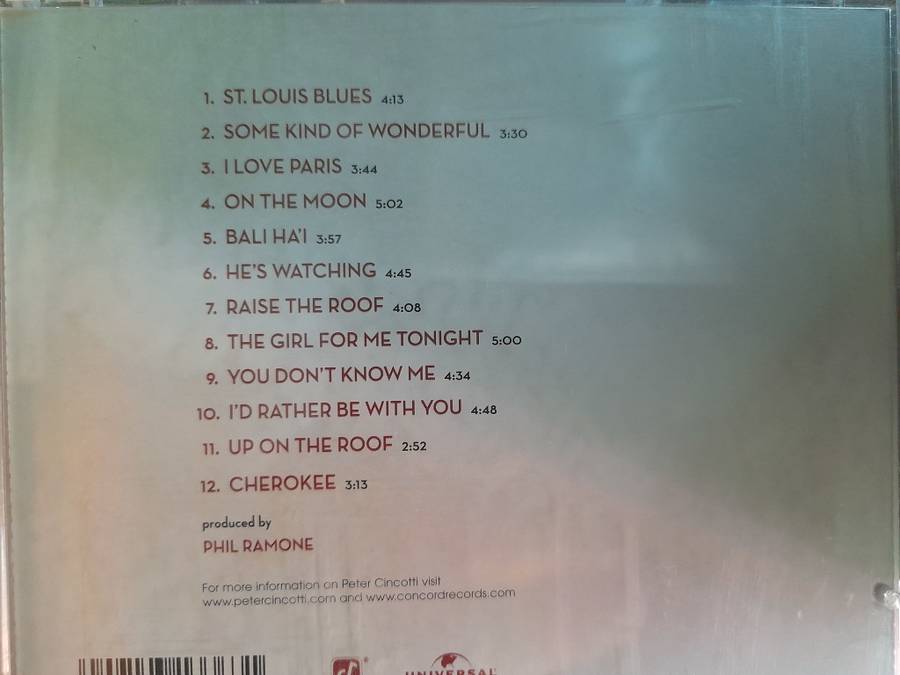 1. ST. LOUIS BLUES 4:13
2. SOME KIND OF WONDERFUL 3:30
3. I LOVE PARIS 3:44
4. ON THE MOON 5:02
5. BALI HA'I 3:57
6. HE'S WATCHING 4:45
7. RAISE THE ROOF 4:08
8. THE GIRL FOR ME TONIGHT 5:00
9. YOU DON'T KNOW ME 4:34
10. I'D RATHER BE WITH YOU 4:48
11. UP ON THE ROOF 2:52
12. CHEROKEE 3:13
produced by
PHIL RAMONE
For more information on Peter Cincotti visit
www.petercincotti.com and www.concordrecords.com
UNIVERSAL